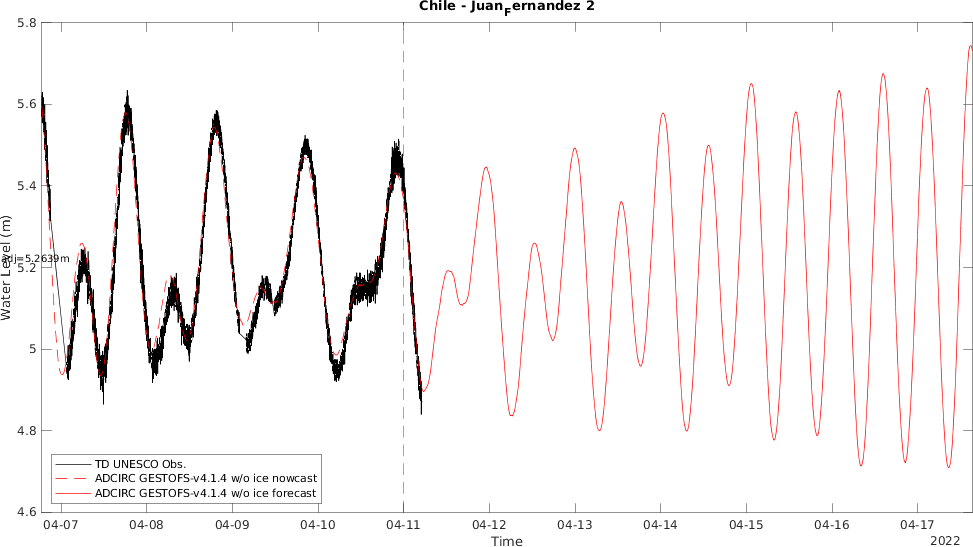 Chile - Juan_Fernandez 2
5.8
5.6
5.4
5.2
5
4.8
4.6
Water Level (m)
adj=5.2639m
TD UNESCO Obs.
ADCIRC GESTOFS-v4.1.4 w/o ice nowcast
ADCIRC GESTOFS-v4.1.4 w/o ice forecast
04-07 04-08 04-09 04-10 04-11 04-12 04-13 04-14 04-15 04-16 04-17
Time
2022